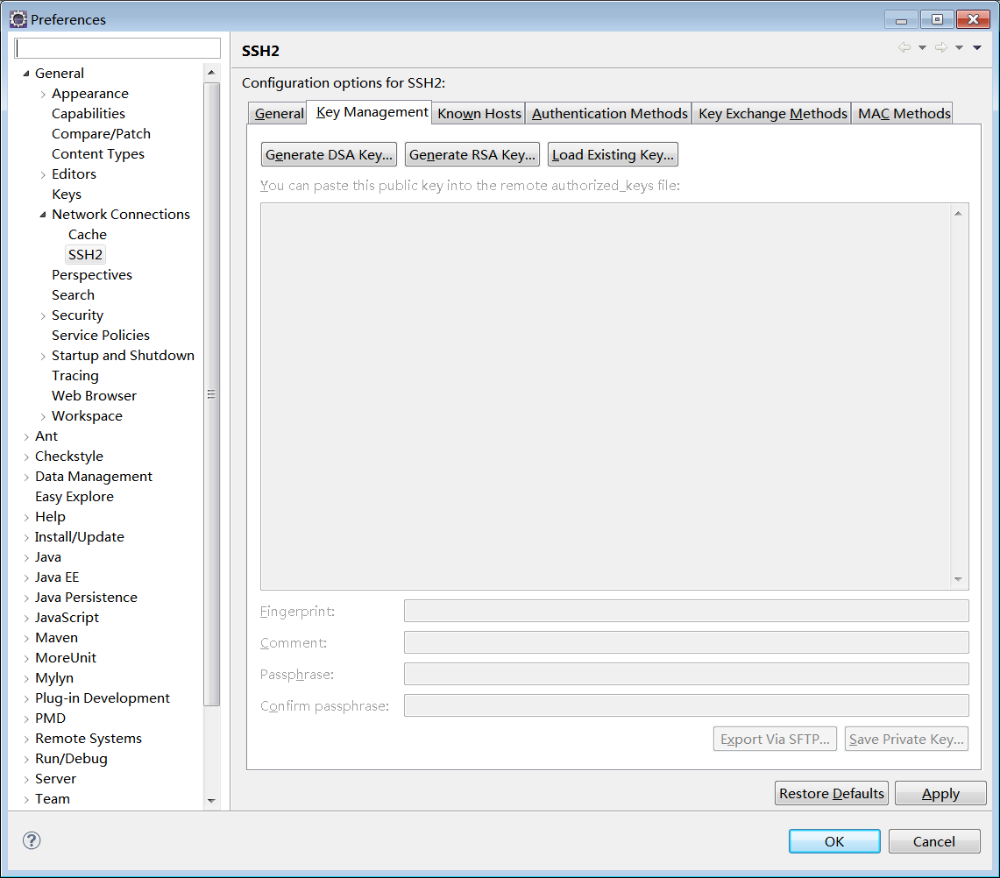 Preferences
General
Appearance
Capabilities
Compare/Patch
Content Types
Editors
Keys
Network Connections
Cache
SSH2
Perspectives
Search
Security
Service Policies
Startup and Shutdown
Tracing
Web Browser
Workspace
Ant
Checkstyle
Data Management
Easy Explore
Help
Install/Update
Java
Java EE
Java Persistence
JavaScript
Maven
MoreUnit
Mylyn
Plug-in Development
PMD
Remote Systems
Run/Debug
Server
Team
SSH2
Configuration options for SSH2:
General Key Management Known Hosts Authentication Methods Key Exchange Methods MAC Methods
Generate DSA Key... Generate RSA Key... Load Existing Key...
You can paste this public key into the remote authorized_keys file:
Fingerprint:
Comment:
Passphrase:
Confirm passphrase:
Export Via SFTP... Save Private Key...
Restore Defaults Apply
? OK Cancel